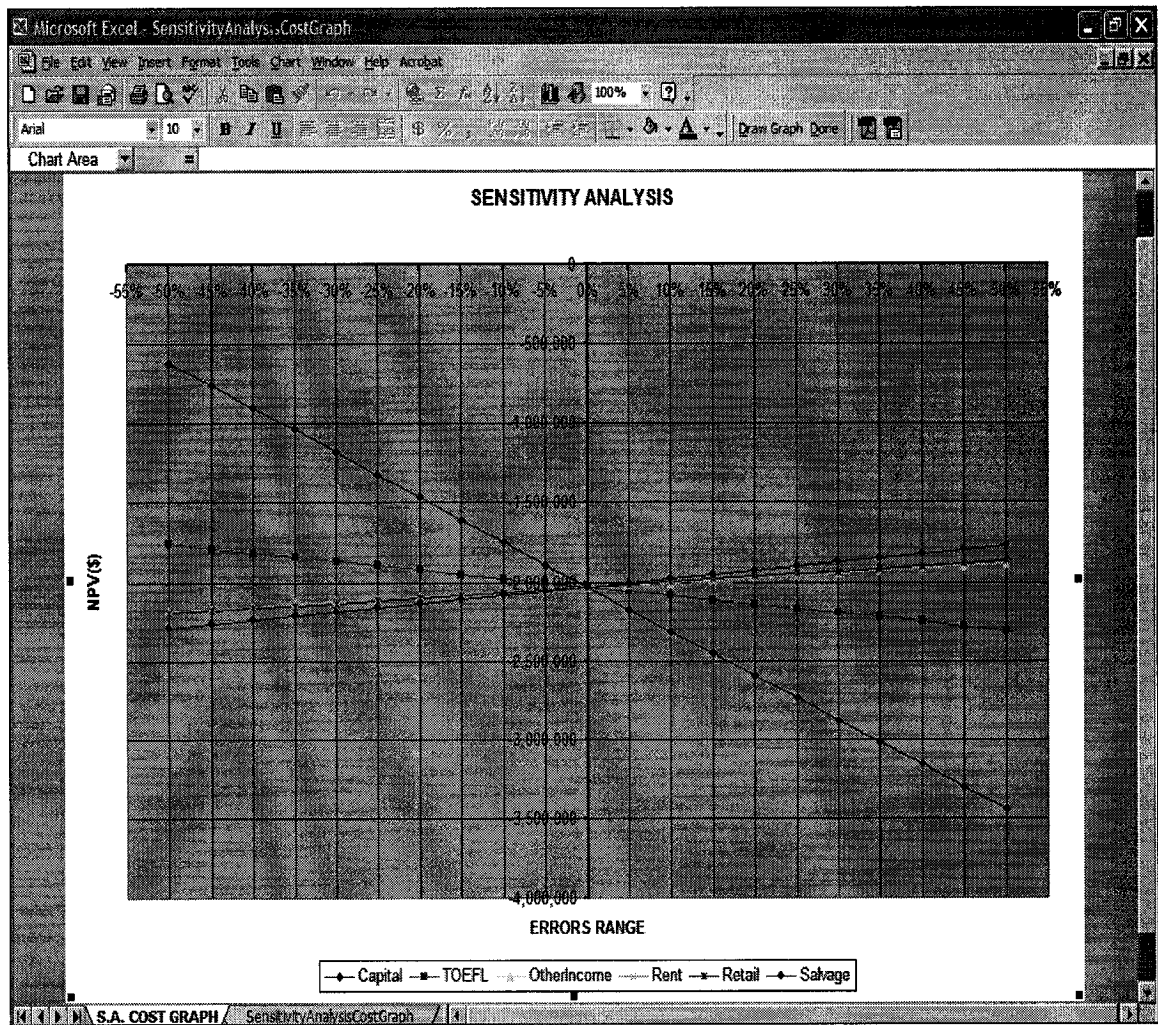 Microsoft Excel - SensitivityAnalysisCostGraph
File Edit View Insert Format Tools Chart Window Help Acrobat
100%
Arial 10 B I U $ % , A Draw Graph Done
Chart Area =
SENSITIVITY ANALYSIS
0
-55% -50% -45% -40% -35% -30% -25% -20% -15% -10% -5% 0% 5% 10% 15% 20% 25% 30% 35% 40% 45% 50% 55%
-500,000
-1,000,000
-1,500,000
-2,000,000
-2,500,000
-3,000,000
-3,500,000
-4,000,000
NPV($)
ERRORS RANGE
Capital TOEFL OtherIncome Rent Retail Salvage
S.A. COST GRAPH SensitivityAnalysisCostGraph